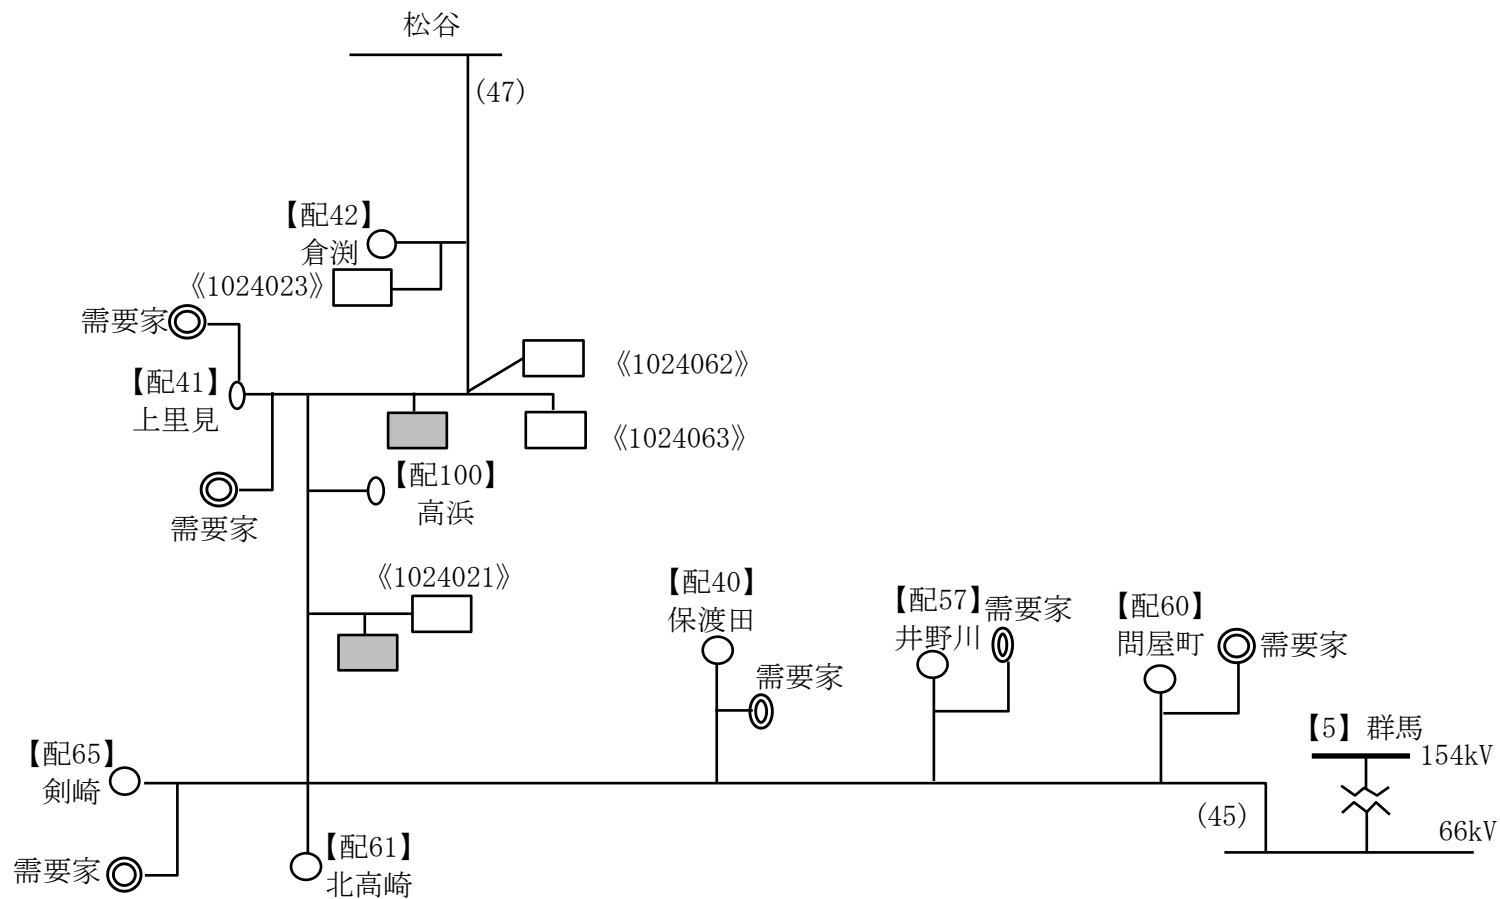 松谷
(47)
【配42】
倉渕
《1024023》
需要家
《1024062》
【配41】
上里見
《1024063》
【配100】
高浜
需要家
《1024021》
【配40】
保渡田
需要家
【配57】
井野川
需要家
【配60】
問屋町
需要家
【5】群馬
154kV
【配65】
剣崎
(45)
66kV
【配61】
北高崎
需要家